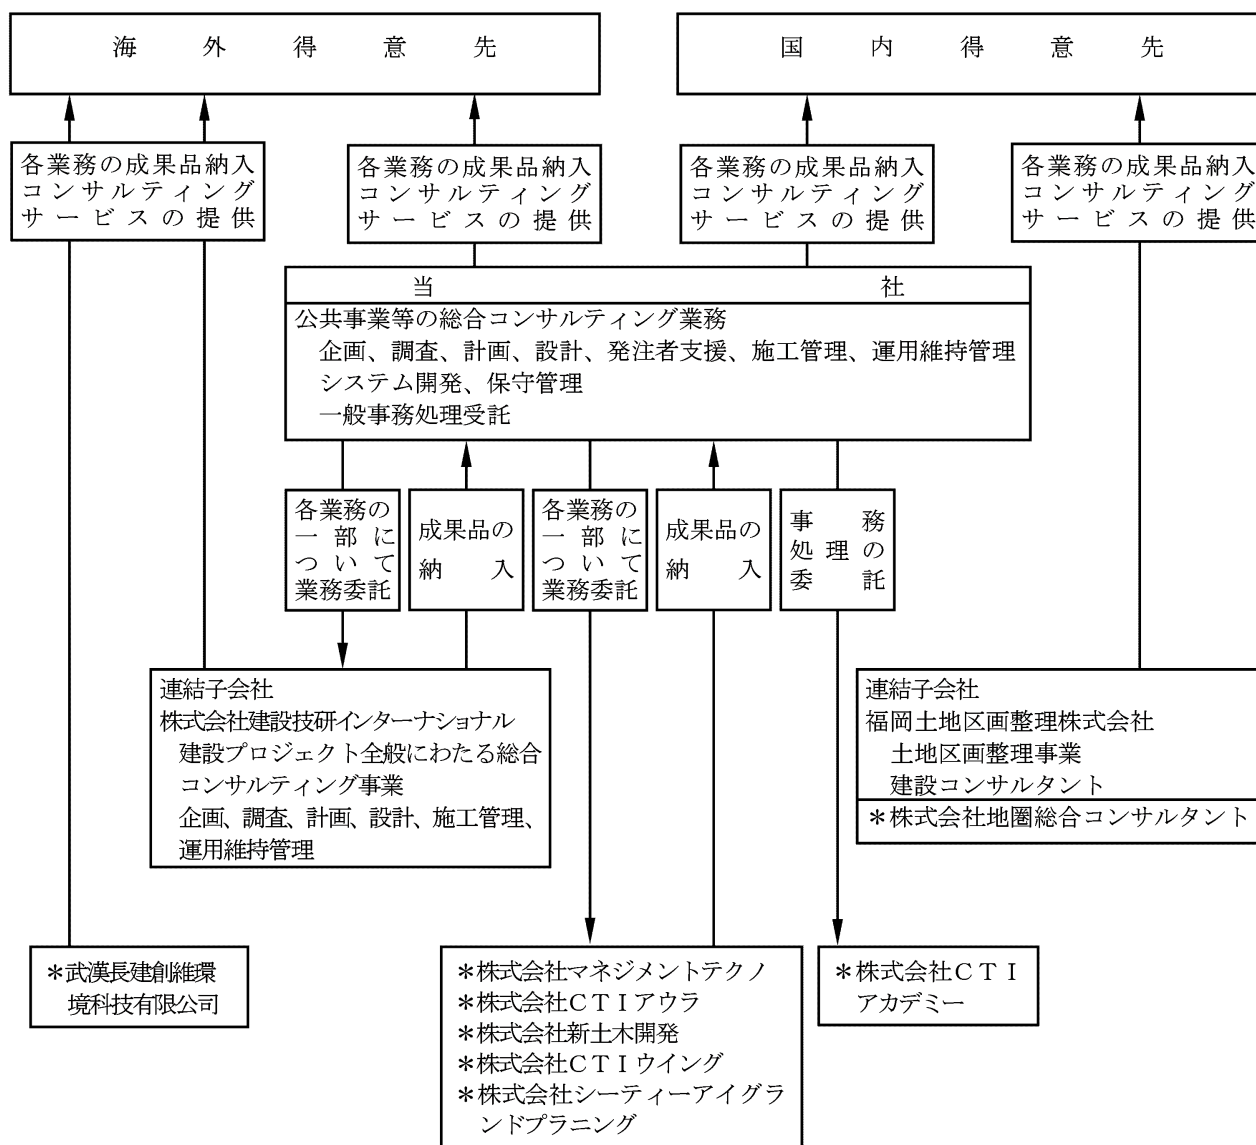 海外得意先
国内得意先
各業務の成果品納入
コンサルティング
サービスの提供
各業務の成果品納入
コンサルティング
サービスの提供
各業務の成果品納入
コンサルティング
サービスの提供
各業務の成果品納入
コンサルティング
サービスの提供
当社
公共事業等の総合コンサルティング業務
企画、調査、計画、設計、発注者支援、施工管理、運用維持管理
システム開発、保守管理
一般事務処理受託
各業務の
一部に
ついて
業務委託
成果品の
納入
各業務の
一部に
ついて
業務委託
成果品の
納入
事務
処理の
委託
連結子会社
株式会社建設技研インターナショナル
建設プロジェクト全般にわたる総合
コンサルティング事業
企画、調査、計画、設計、施工管理、
運用維持管理
連結子会社
福岡土地区画整理株式会社
土地区画整理事業
建設コンサルタント
＊株式会社地圏総合コンサルタント
＊武漢長建創維環
境科技有限公司
＊株式会社マネジメントテクノ
＊株式会社ＣＴＩアウラ
＊株式会社新土木開発
＊株式会社ＣＴＩウイング
＊株式会社シーティーアイグラ
ンドプラニング
＊株式会社ＣＴＩ
アカデミー